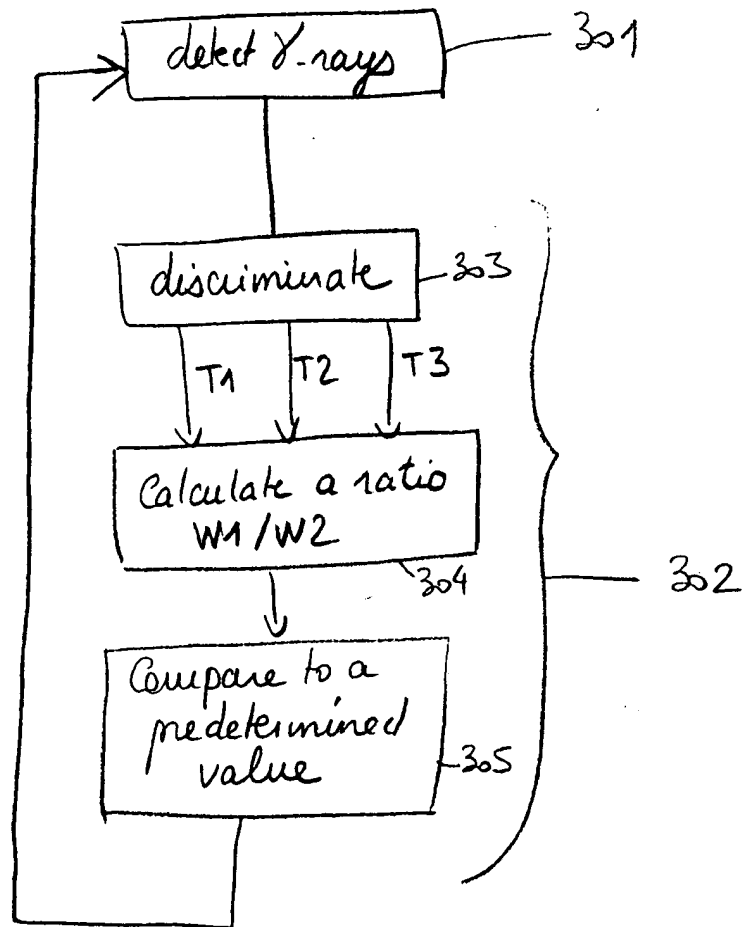 detect γ-rays
301
discriminate
303
T1
T2
T3
Calculate a ratio
W1/W2
304
302
Compare to a
predetermined
value
305